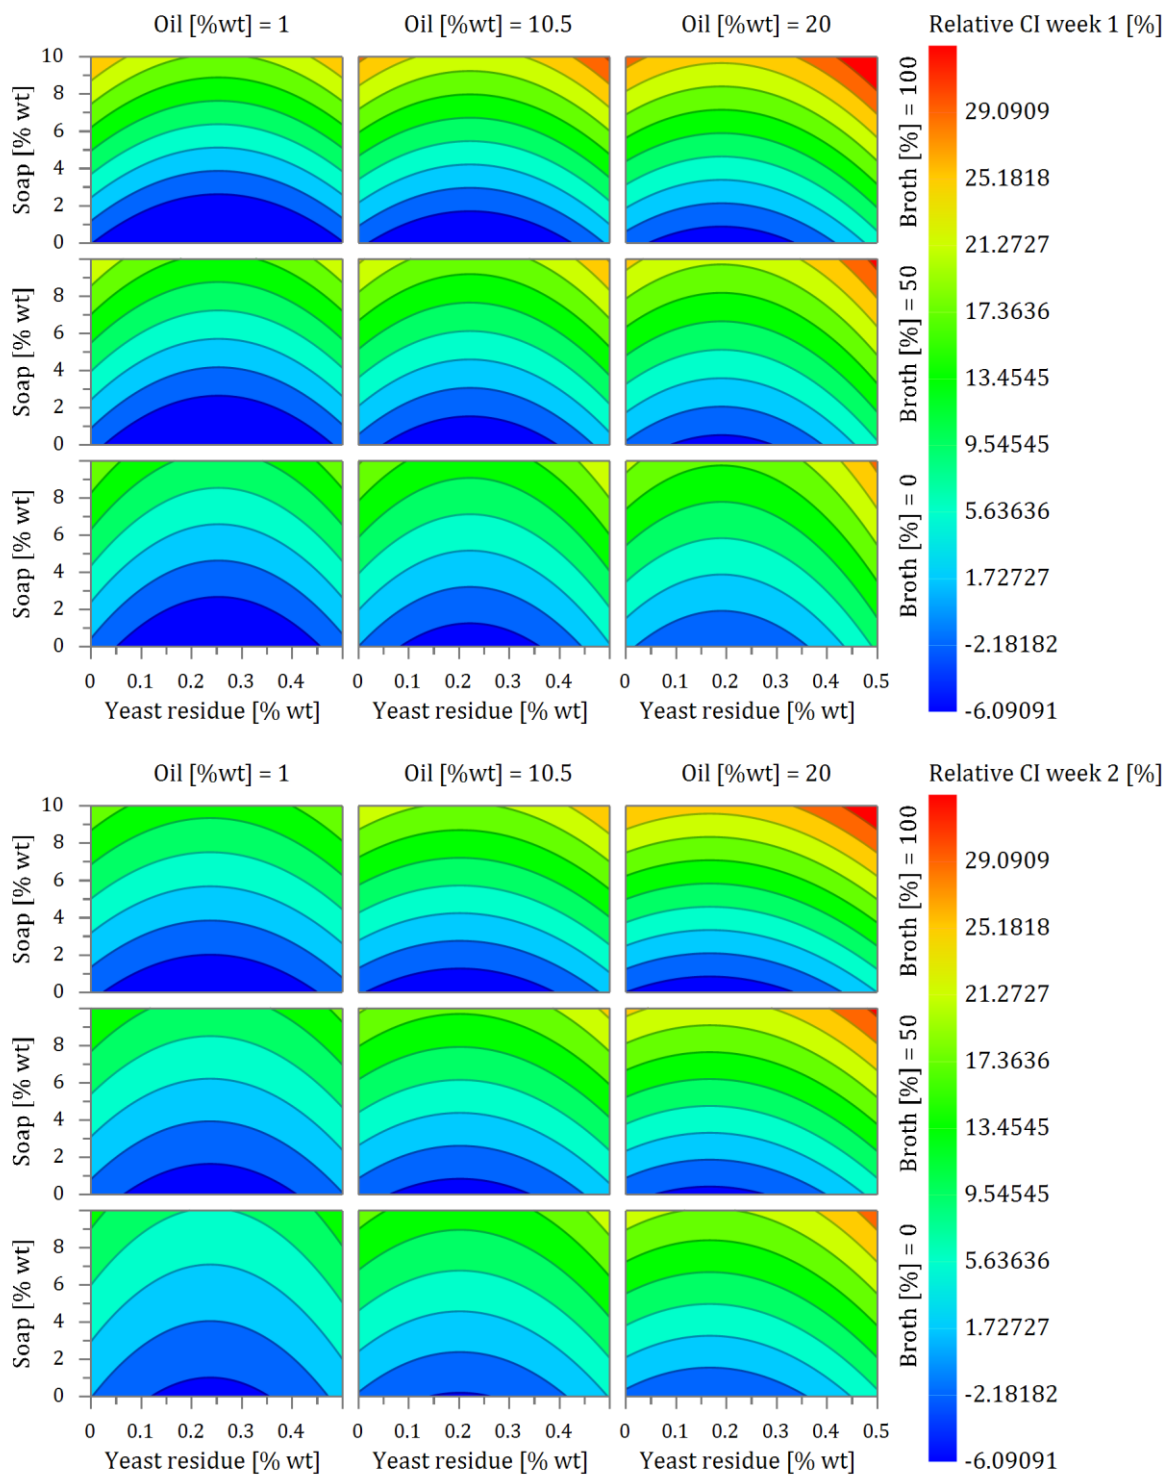 Oil [%wt] = 1 Oil [%wt] = 10.5 Oil [%wt] = 20 Relative CI week 1 [%]
10
8
6
4
2
0
Soap [% wt]
Broth [%] = 100
8
6
4
2
0
Soap [% wt]
Broth [%] = 50
8
6
4
2
0
Soap [% wt]
Broth [%] = 0
29.0909
25.1818
21.2727
17.3636
13.4545
9.54545
5.63636
1.72727
-2.18182
-6.09091
0 0.1 0.2 0.3 0.4 0 0.1 0.2 0.3 0.4 0 0.1 0.2 0.3 0.4 0.5
Yeast residue [% wt] Yeast residue [% wt] Yeast residue [% wt]
Oil [%wt] = 1 Oil [%wt] = 10.5 Oil [%wt] = 20 Relative CI week 2 [%]
10
8
6
4
2
0
Soap [% wt]
Broth [%] = 100
8
6
4
2
0
Soap [% wt]
Broth [%] = 50
8
6
4
2
0
Soap [% wt]
Broth [%] = 0
29.0909
25.1818
21.2727
17.3636
13.4545
9.54545
5.63636
1.72727
-2.18182
-6.09091
0 0.1 0.2 0.3 0.4 0 0.1 0.2 0.3 0.4 0 0.1 0.2 0.3 0.4 0.5
Yeast residue [% wt] Yeast residue [% wt] Yeast residue [% wt]